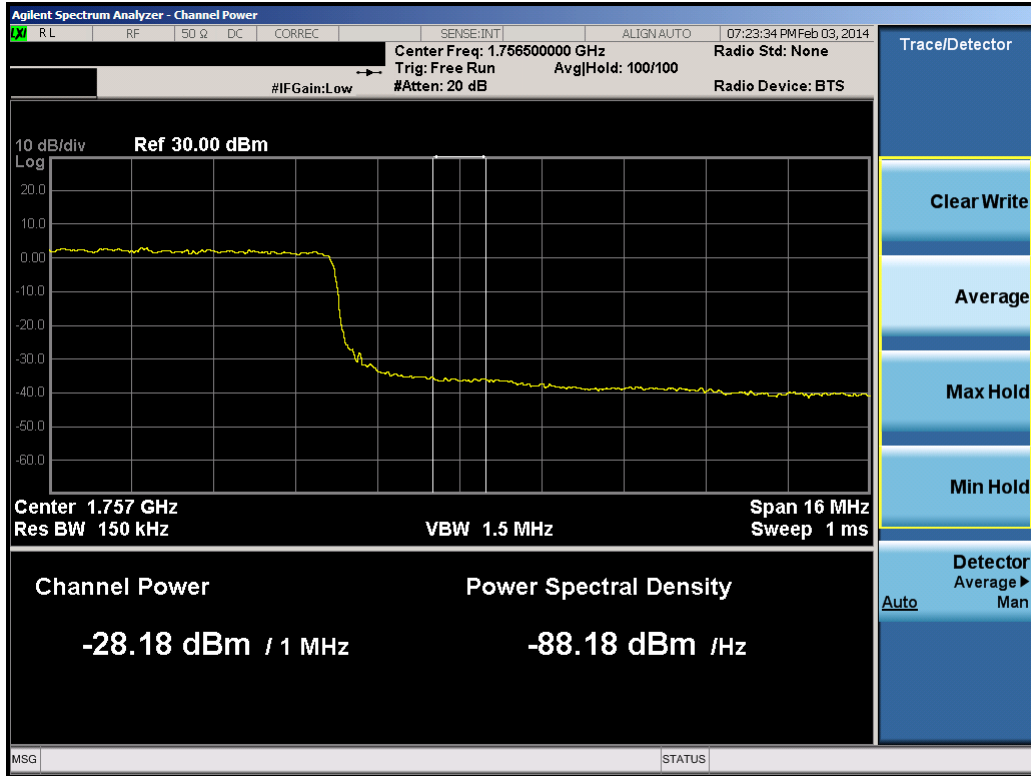 Agilent Spectrum Analyzer - Channel Power
LXI RL RF 50 Ω DC CORREC SENSE:INT ALIGN AUTO 07:23:34 PM Feb 03, 2014
Center Freq: 1.756500000 GHz Radio Std: None
Trig: Free Run Avg|Hold: 100/100
#IFGain:Low #Atten: 20 dB Radio Device: BTS
10 dB/div Ref 30.00 dBm
Log
20.0
10.0
0.00
-10.0
-20.0
-30.0
-40.0
-50.0
-60.0
Center 1.757 GHz Span 16 MHz
Res BW 150 kHz VBW 1.5 MHz Sweep 1 ms
Channel Power Power Spectral Density
-28.18 dBm / 1 MHz -88.18 dBm /Hz
MSG STATUS
Trace/Detector
Clear Write
Average
Max Hold
Min Hold
Detector
Average▶
Auto Man